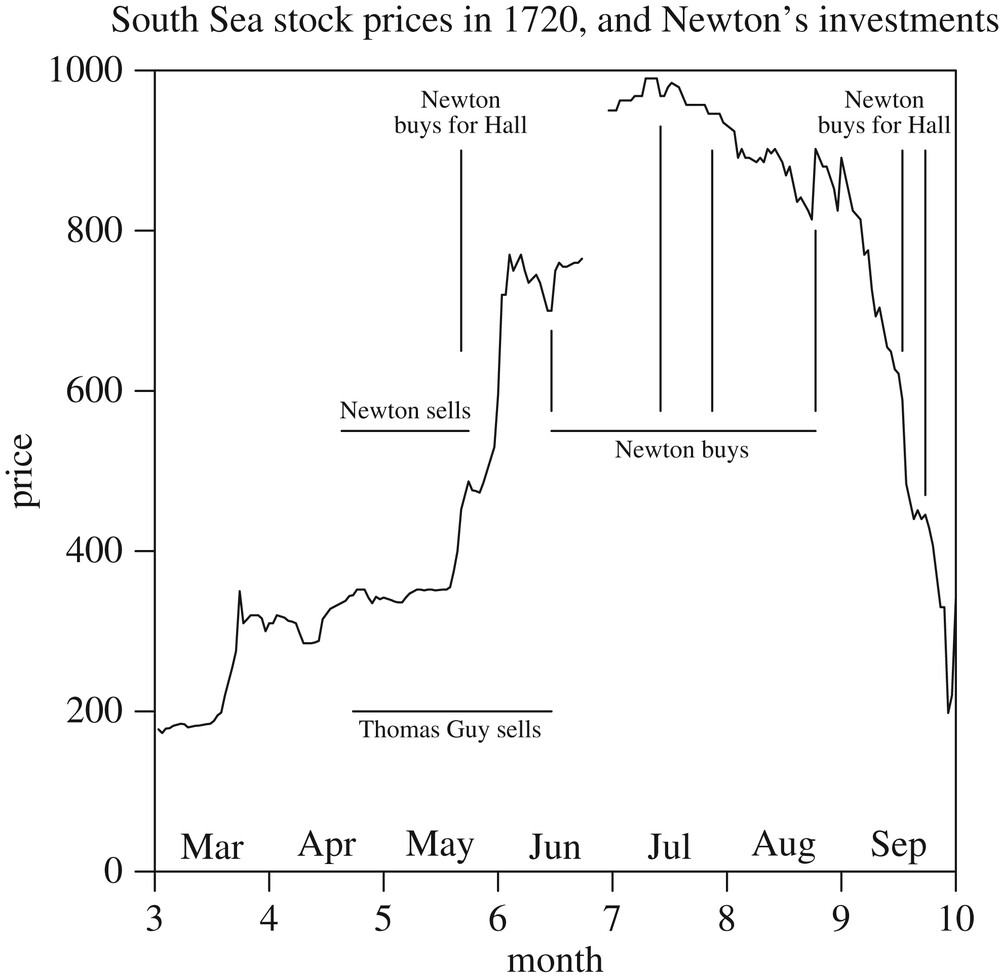 South Sea stock prices in 1720, and Newton’s investments
1000
800
600
400
200
0
price
Newton
buys for Hall
Newton
buys for Hall
Newton sells
Newton buys
Thomas Guy sells
Mar Apr May Jun Jul Aug Sep
3 4 5 6 7 8 9 10
month